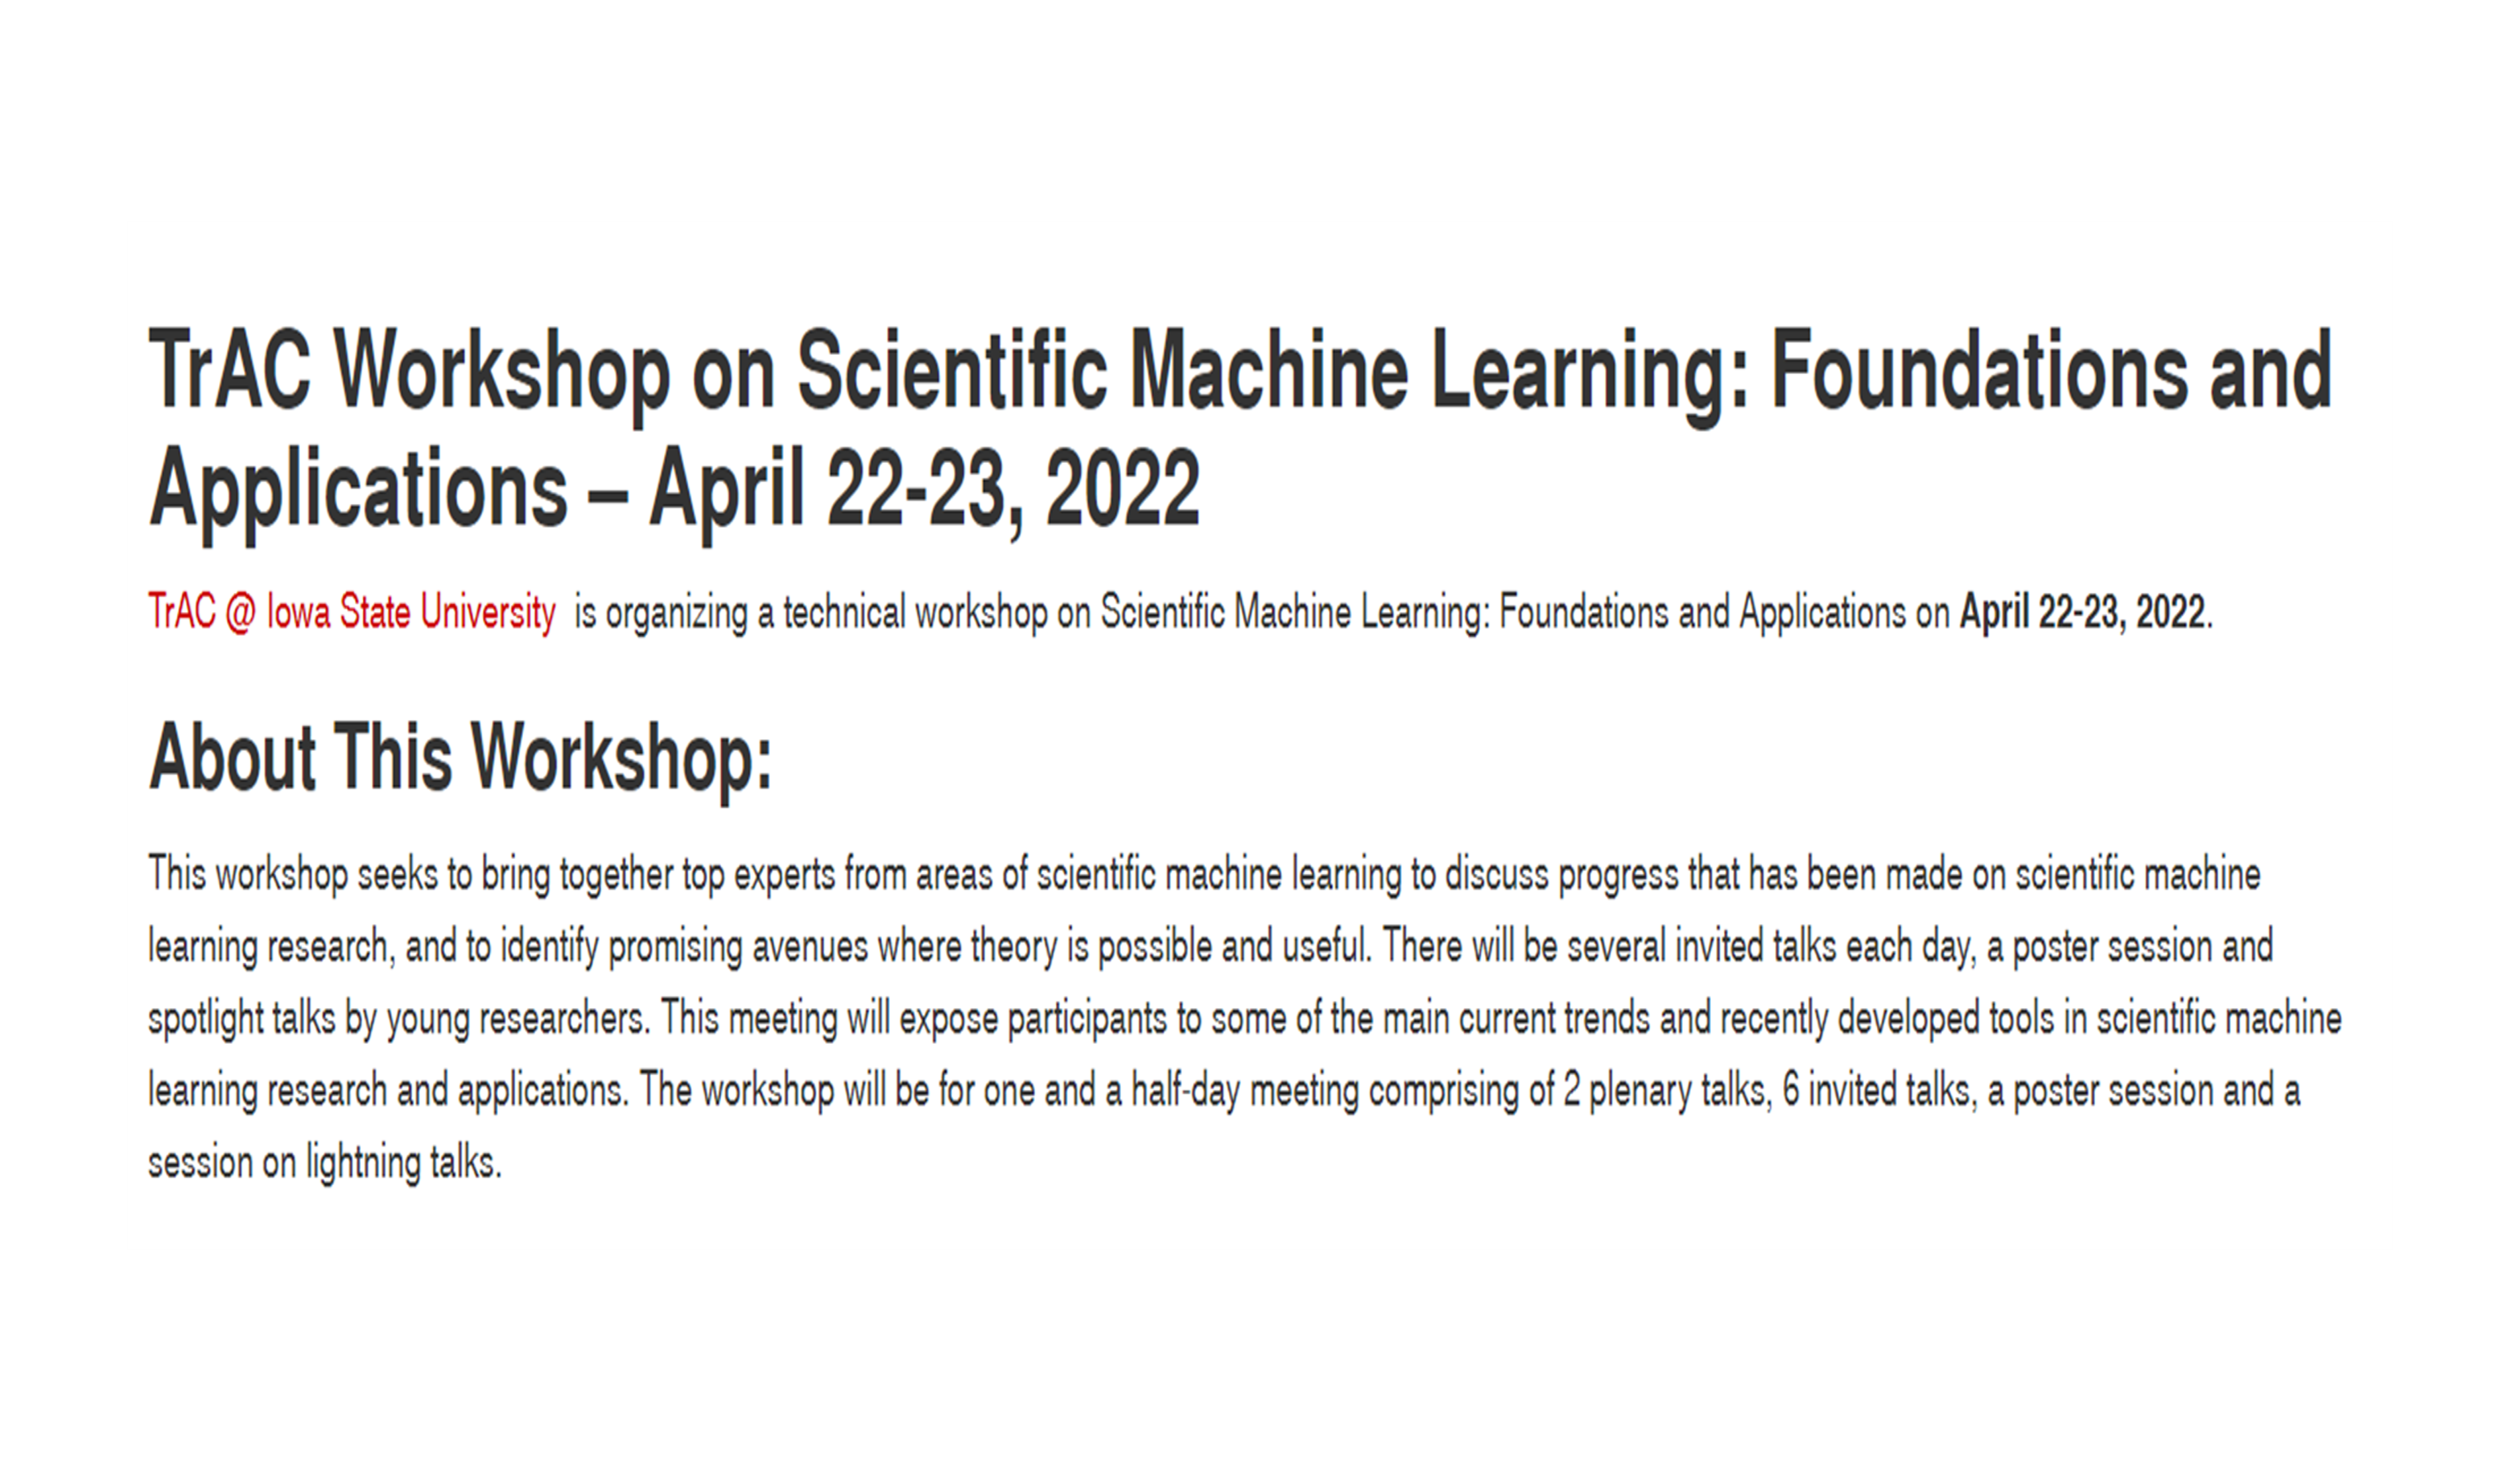 TrAC Workshop on Scientific Machine Learning: Foundations and
Applications – April 22-23, 2022
TrAC @ Iowa State University is organizing a technical workshop on Scientific Machine Learning: Foundations and Applications on April 22-23, 2022.
About This Workshop:
This workshop seeks to bring together top experts from areas of scientific machine learning to discuss progress that has been made on scientific machine
learning research, and to identify promising avenues where theory is possible and useful. There will be several invited talks each day, a poster session and
spotlight talks by young researchers. This meeting will expose participants to some of the main current trends and recently developed tools in scientific machine
learning research and applications. The workshop will be for one and a half-day meeting comprising of 2 plenary talks, 6 invited talks, a poster session and a
session on lightning talks.